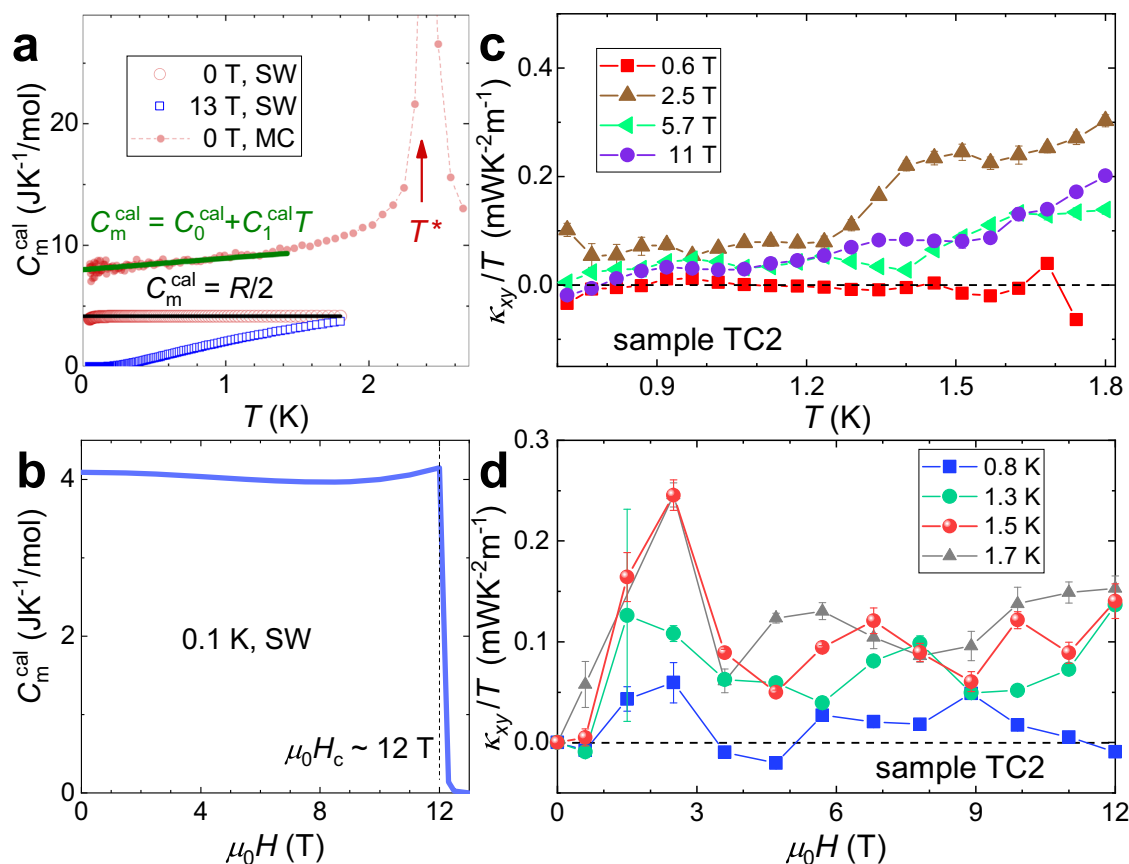 a
C_m^cal (JK⁻¹/mol)
20
10
0
0 T, SW
13 T, SW
0 T, MC
T*
C_m^cal = C_0^cal+C_1^cal T
C_m^cal = R/2
0
1
2
T (K)
b
C_m^cal (JK⁻¹/mol)
4
2
0
0.1 K, SW
μ₀H_c ~ 12 T
0
4
8
12
μ₀H (T)
c
κ_xy/T (mWK⁻²m⁻¹)
0.4
0.2
0.0
0.6 T
2.5 T
5.7 T
11 T
sample TC2
0.9
1.2
1.5
1.8
T (K)
d
κ_xy/T (mWK⁻²m⁻¹)
0.3
0.2
0.1
0.0
0.8 K
1.3 K
1.5 K
1.7 K
sample TC2
0
3
6
9
12
μ₀H (T)